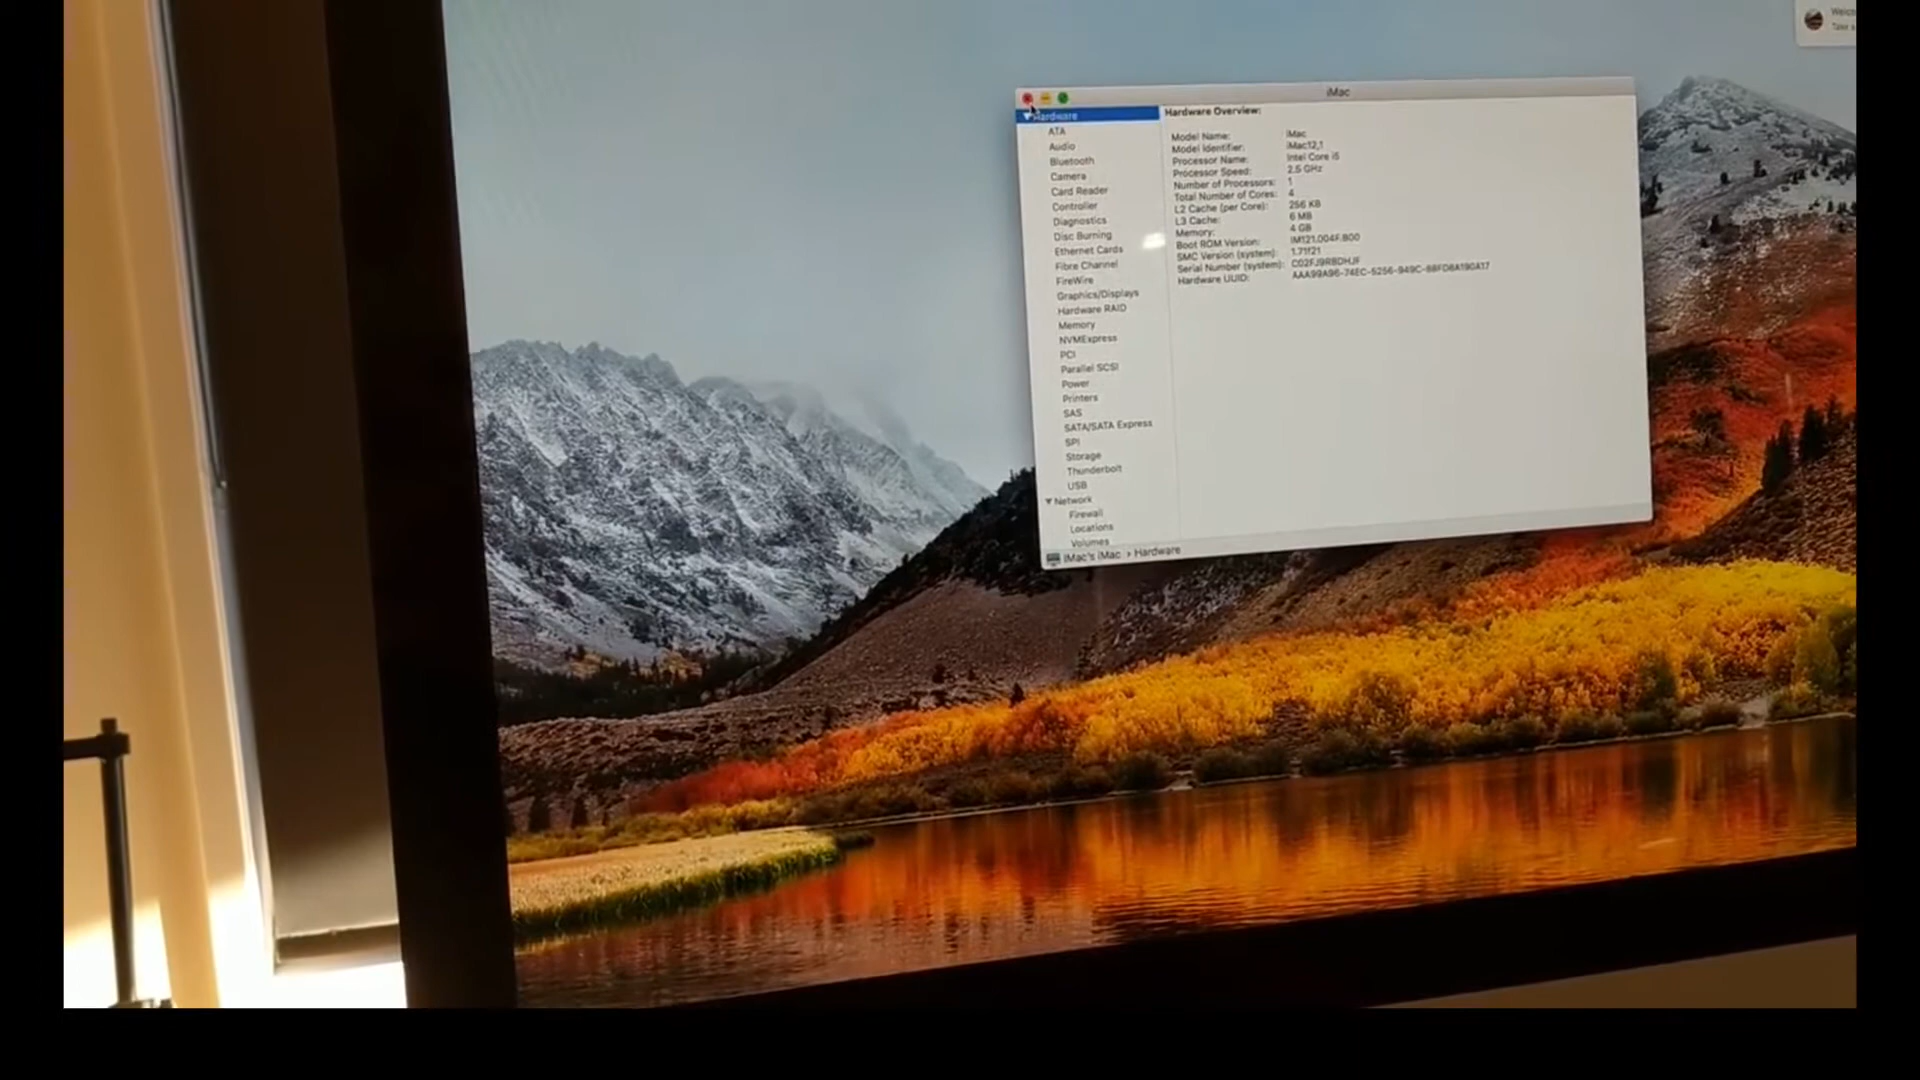 iMac
Hardware
ATA
Audio
Bluetooth
Camera
Card Reader
Controller
Diagnostics
Disc Burning
Ethernet Cards
Fibre Channel
FireWire
Graphics/Displays
Hardware RAID
Memory
NVMExpress
PCI
Parallel SCSI
Power
Printers
SAS
SATA/SATA Express
SPI
Storage
Thunderbolt
USB
Network
Firewall
Locations
Volumes
Hardware Overview:
Model Name: iMac
Model Identifier: iMac12,1
Processor Name: Intel Core i5
Processor Speed: 2.5 GHz
Number of Processors: 1
Total Number of Cores: 4
L2 Cache (per Core): 256 KB
L3 Cache: 6 MB
Memory: 4 GB
Boot ROM Version: IM121.004F.B00
SMC Version (system): 1.71f21
Serial Number (system):
Hardware UUID:
iMac's iMac › Hardware